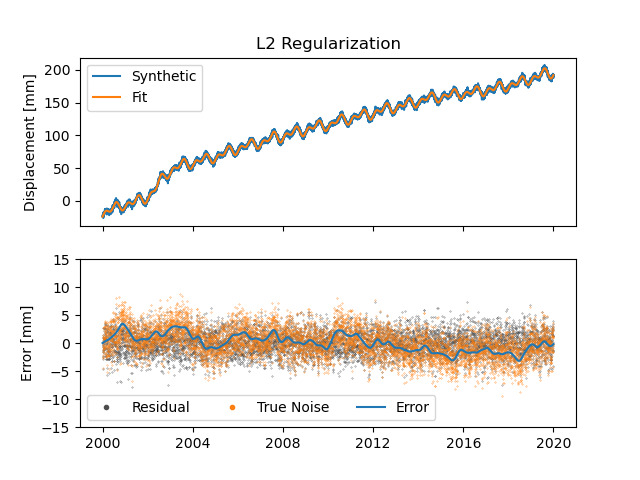 L2 Regularization
Displacement [mm]
200
150
100
50
0
Synthetic
Fit
Error [mm]
15
10
5
0
−5
−10
−15
Residual
True Noise
Error
2000
2004
2008
2012
2016
2020